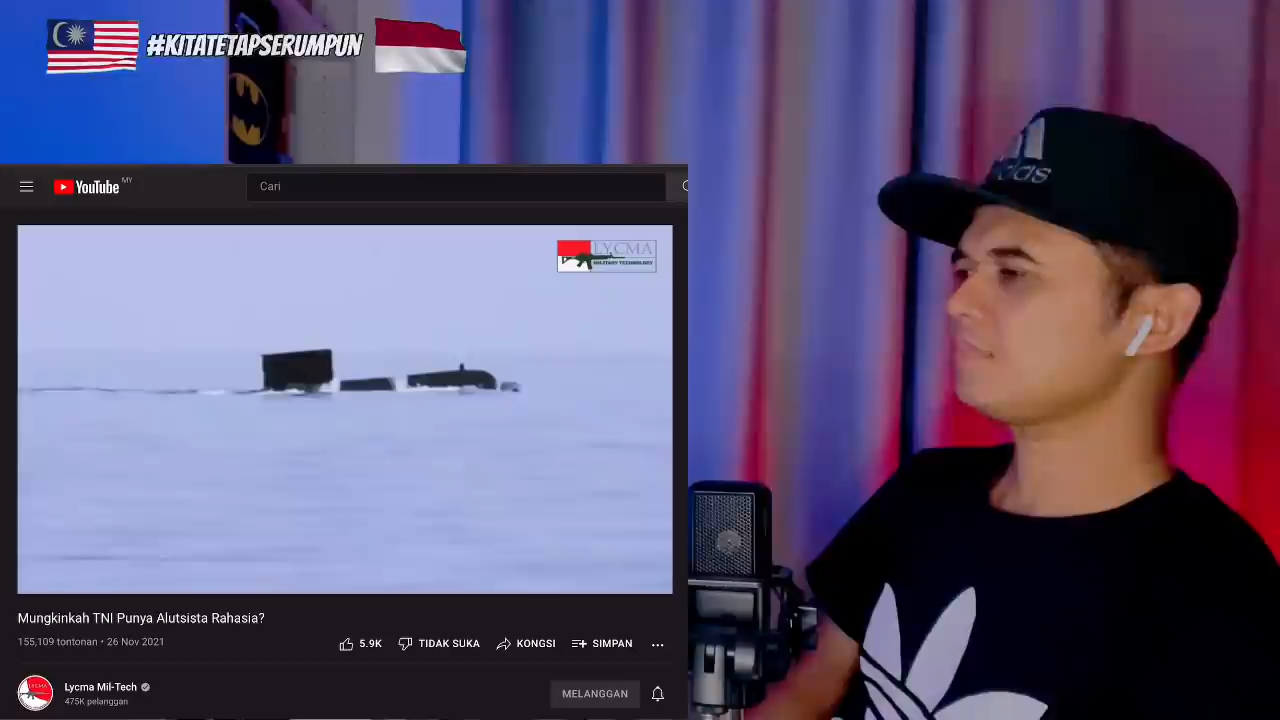 #KITATETAPSERUMPUN
YouTube MY
Cari
LYCMA
MILITARY TECHNOLOGY
adidas
Mungkinkah TNI Punya Alutsista Rahasia?
155,109 tontonan • 26 Nov 2021
5.9K TIDAK SUKA KONGSI SIMPAN
LYCMA
Lycma Mil-Tech
475K pelanggan
MELANGGAN